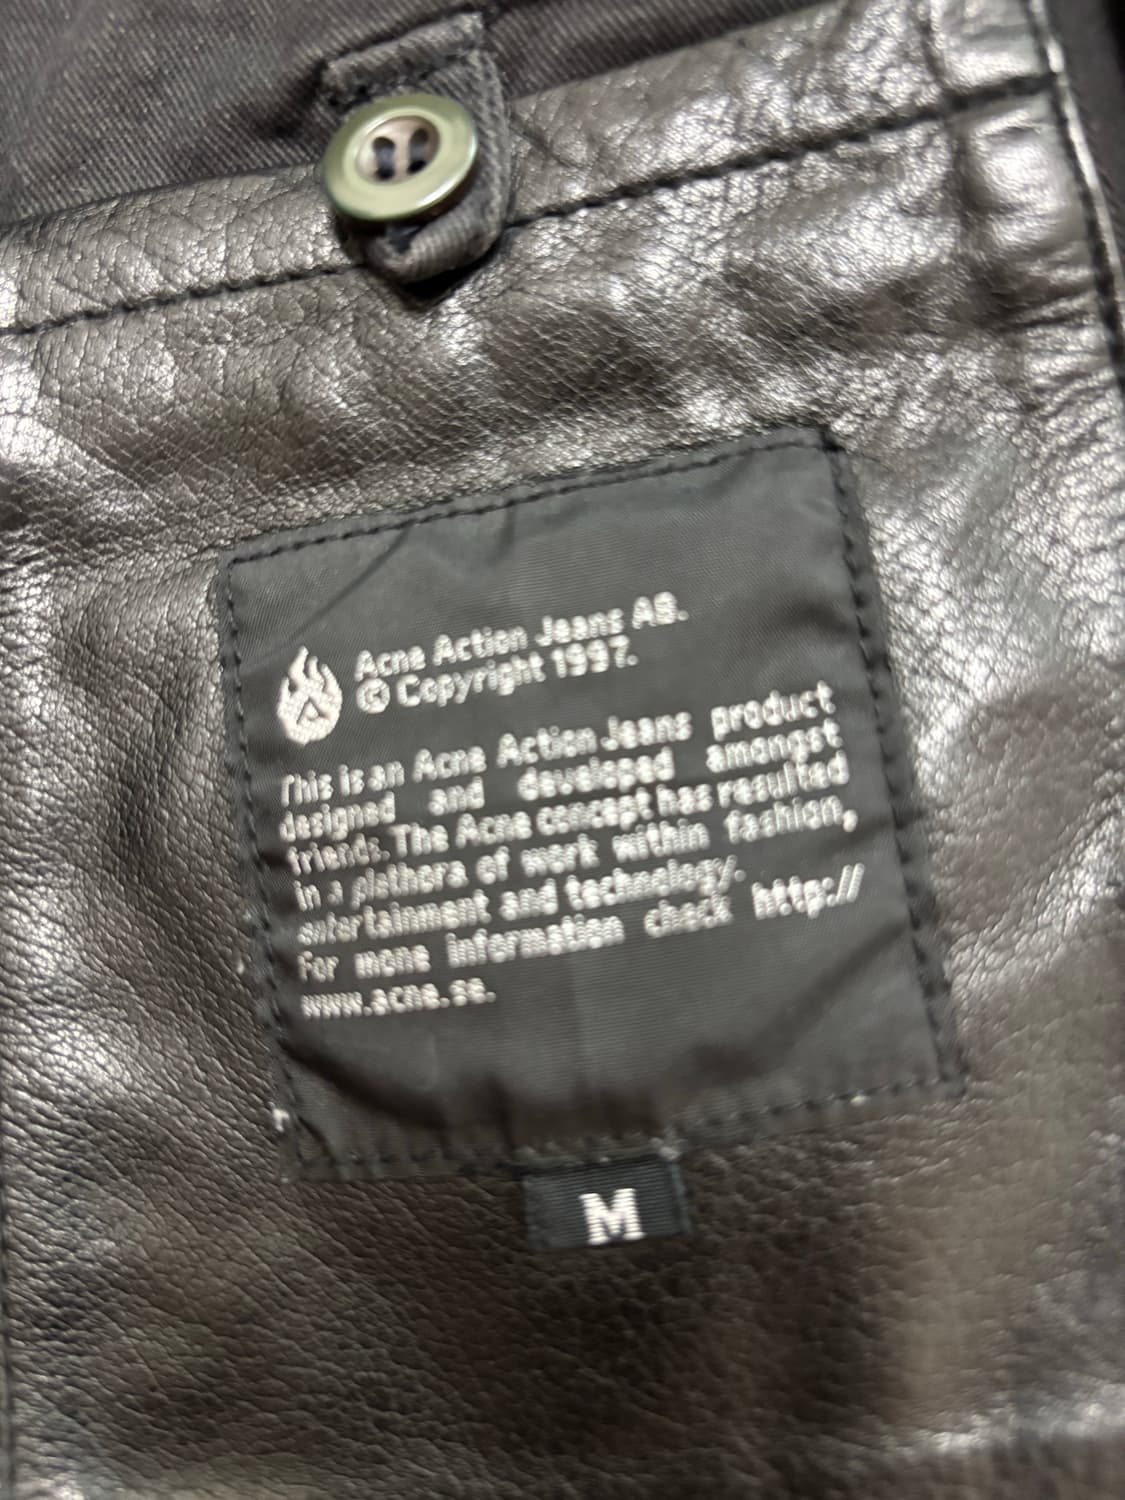 Acne Action Jeans AB.
© Copyright 1997.
This is an Acne Action Jeans product
designed and developed amongst
friends. The Acne concept has resulted
in a plethora of work within fashion,
entertainment and technology.
For more information check http://
www.acne.se.
M